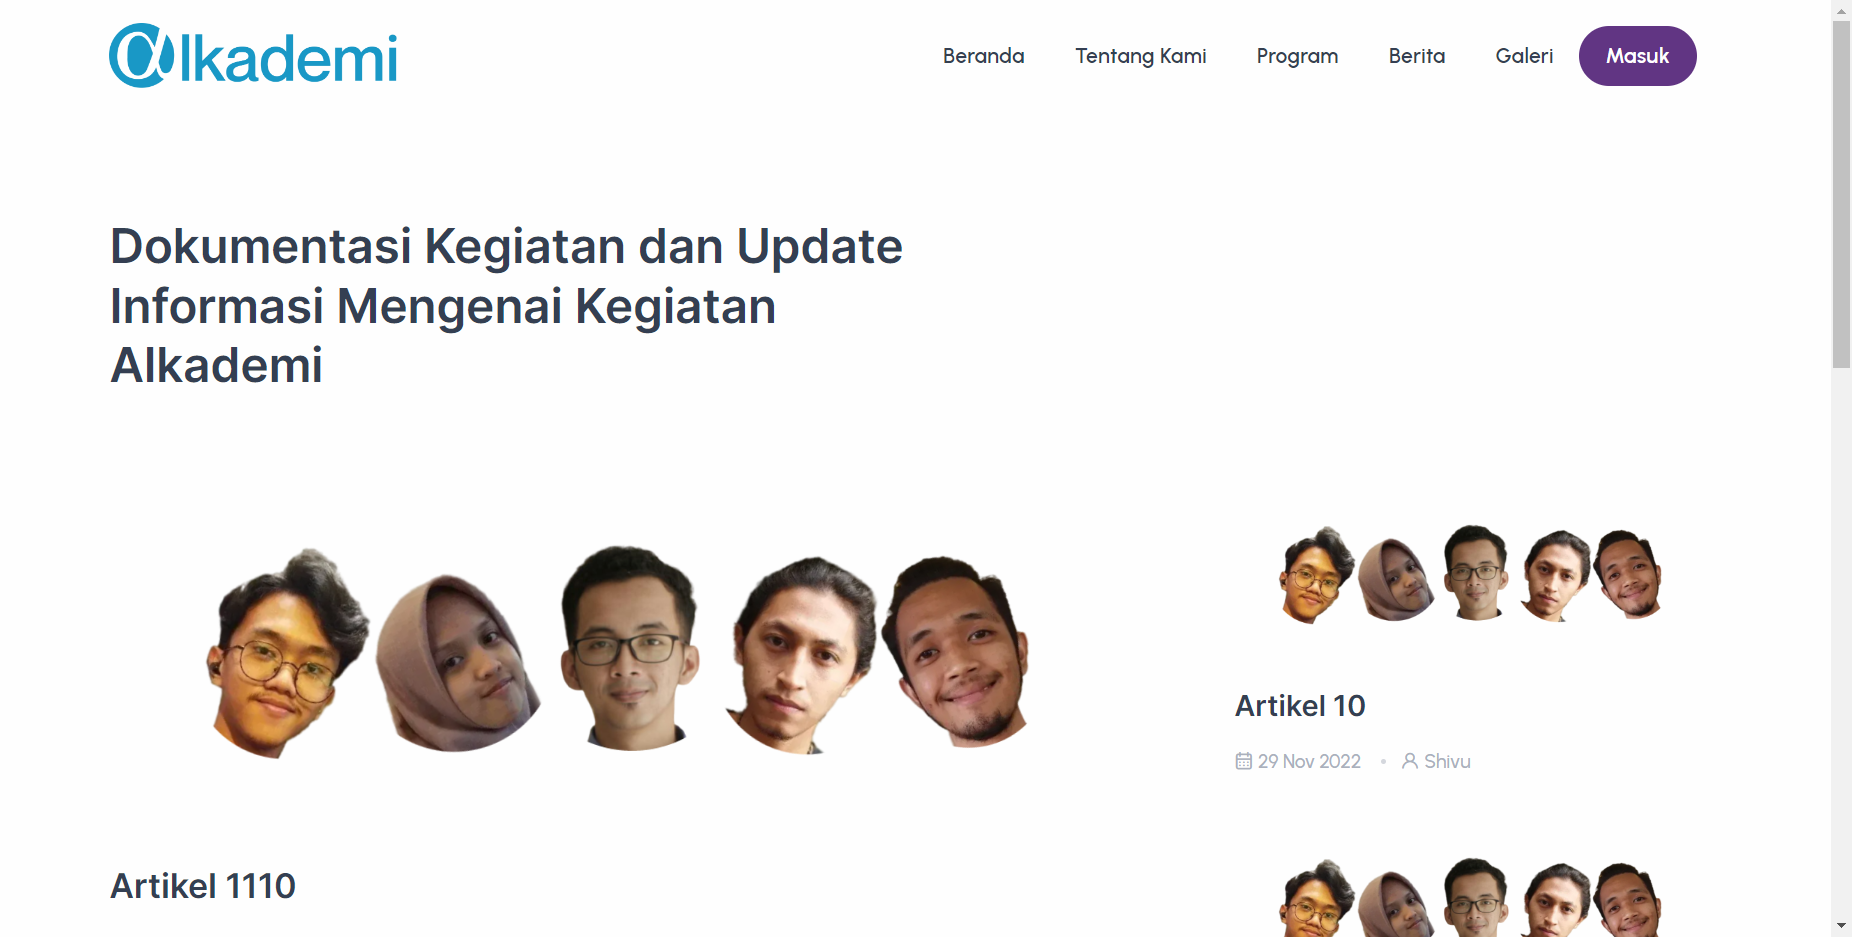 αlkademi
Beranda
Tentang Kami
Program
Berita
Galeri
Masuk
Dokumentasi Kegiatan dan Update
Informasi Mengenai Kegiatan
Alkademi
Artikel 10
29 Nov 2022 • Shivu
Artikel 1110